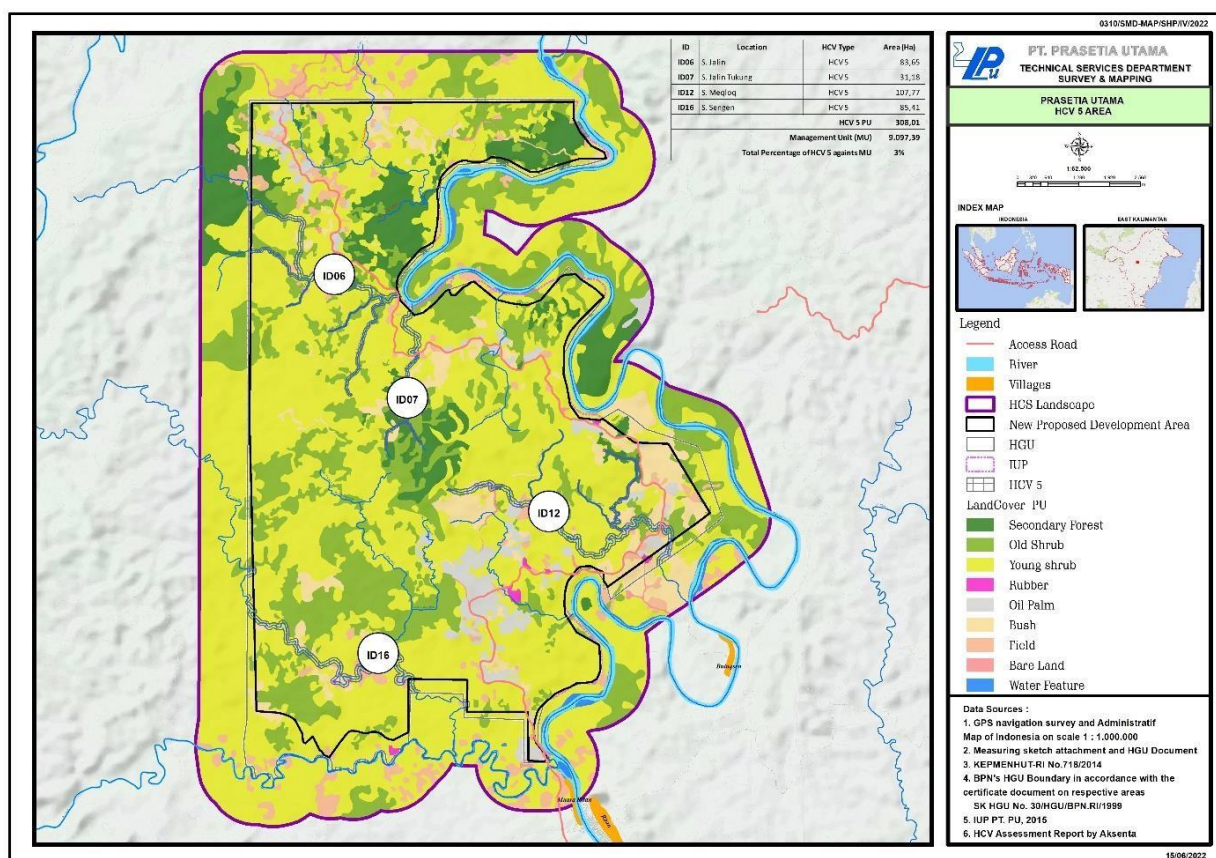 0310/SMD-MAP/SHP/IV/2022
ID Location HCV Type Area (Ha)
ID06 S. Jalin HCV 5 83,65
ID07 S. Jalin Tukung HCV 5 31,18
ID12 S. Meqloq HCV 5 107,77
ID16 S. Sengen HCV 5 85,41
HCV 5 PU 308,01
Management Unit (MU) 9.097,39
Total Percentage of HCV 5 againts MU 3%
ID06
ID07
ID12
ID16
PT. PRASETIA UTAMA
TECHNICAL SERVICES DEPARTMENT
SURVEY & MAPPING
PRASETIA UTAMA
HCV 5 AREA
1:62,500
INDEX MAP
INDONESIA
EAST KALIMANTAN
Legend
Access Road
River
Villages
HCS Landscape
New Proposed Development Area
HGU
IUP
HCV 5
LandCover PU
Secondary Forest
Old Shrub
Young shrub
Rubber
Oil Palm
Bush
Field
Bare Land
Water Feature
Data Sources :
1. GPS navigation survey and Administratif
Map of Indonesia on scale 1 : 1.000.000
2. Measuring sketch attachment and HGU Document
3. KEPMENHUT-RI No.718/2014
4. BPN's HGU Boundary in accordance with the
certificate document on respective areas
SK HGU No. 30/HGU/BPN.RI/1999
5. IUP PT. PU, 2015
6. HCV Assessment Report by Aksenta
15/06/2022